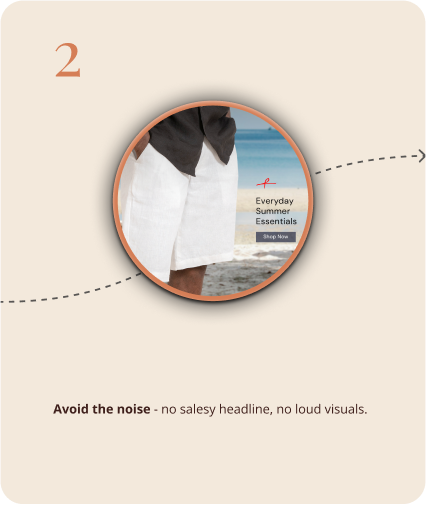 2
Everyday
Summer
Essentials
Shop Now
Avoid the noise - no salesy headline, no loud visuals.